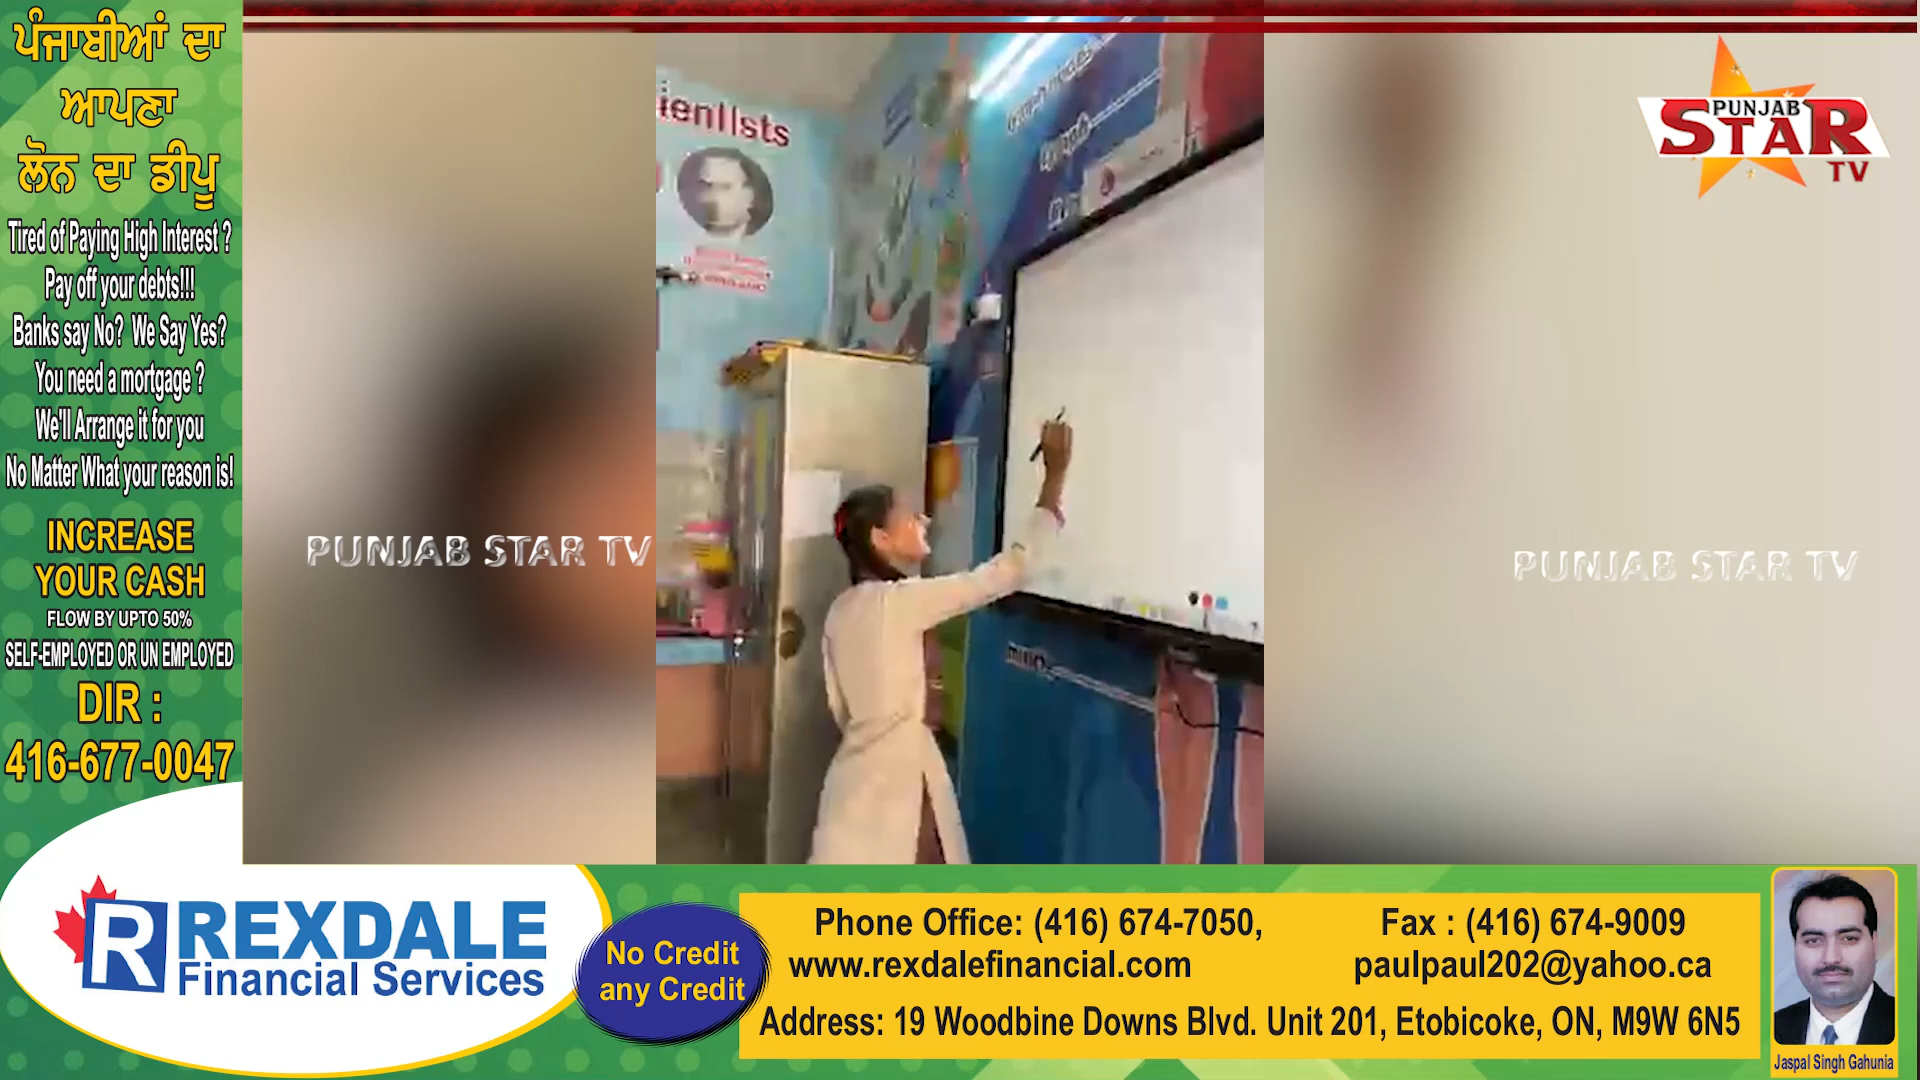 ਪੰਜਾਬੀਆਂ ਦਾ
ਆਪਣਾ
ਲੋਨ ਦਾ ਡੀਪੂ
Tired of Paying High Interest ?
Pay off your debts!!!
Banks say No? We Say Yes?
You need a mortgage ?
We'll Arrange it for you
No Matter What your reason is!
INCREASE
YOUR CASH
FLOW BY UPTO 50%
SELF-EMPLOYED OR UN EMPLOYED
DIR :
416-677-0047
PUNJAB
STAR
TV
PUNJAB STAR TV
PUNJAB STAR TV
R REXDALE
Financial Services
No Credit
any Credit
Phone Office: (416) 674-7050,
Fax : (416) 674-9009
www.rexdalefinancial.com
paulpaul202@yahoo.ca
Address: 19 Woodbine Downs Blvd. Unit 201, Etobicoke, ON, M9W 6N5
Jaspal Singh Gahunia